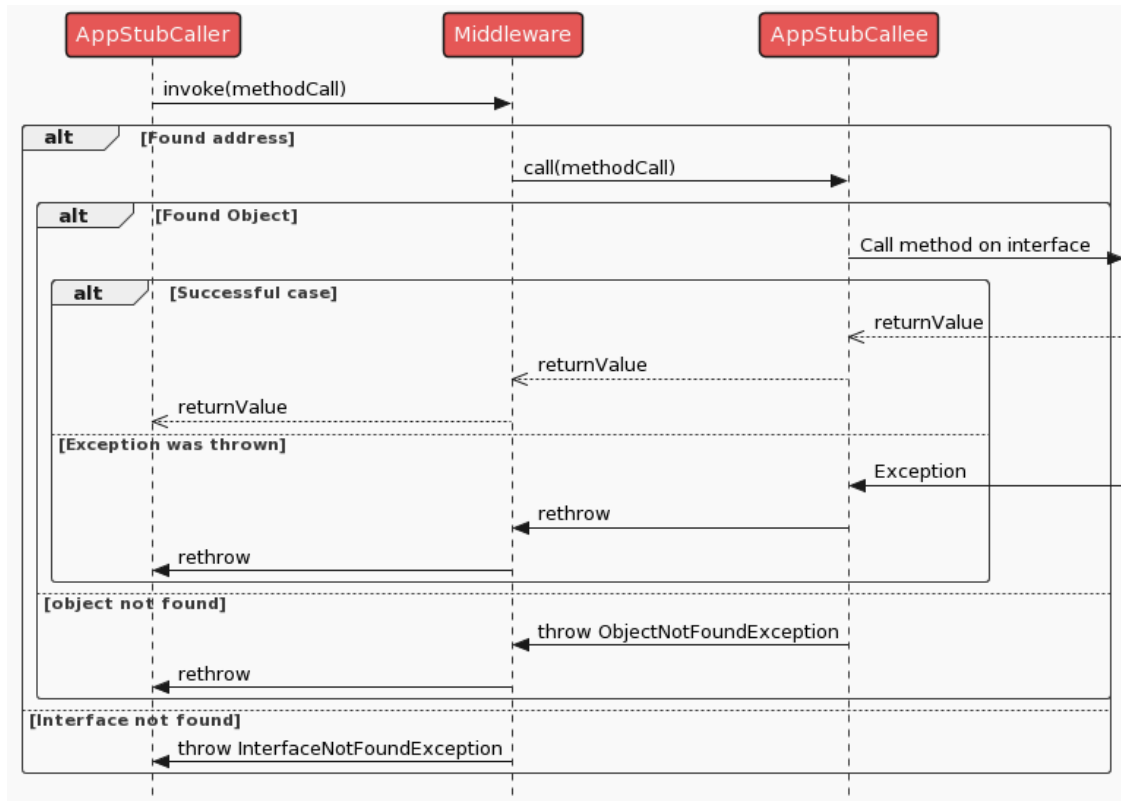 AppStubCaller
Middleware
AppStubCallee
invoke(methodCall)
alt
[Found address]
call(methodCall)
alt
[Found Object]
Call method on interface
alt
[Successful case]
returnValue
returnValue
returnValue
[Exception was thrown]
Exception
rethrow
rethrow
[object not found]
throw ObjectNotFoundException
rethrow
[Interface not found]
throw InterfaceNotFoundException